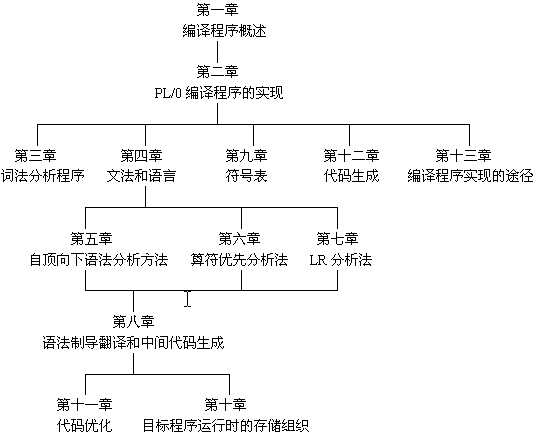 第一章
编译程序概述
第二章
PL/0 编译程序的实现
第三章 第四章 第九章 第十二章 第十三章
词法分析程序 文法和语言 符号表 代码生成 编译程序实现的途径
第五章 第六章 第七章
自顶向下语法分析方法 算符优先分析法 LR 分析法
第八章
语法制导翻译和中间代码生成
第十一章 第十章
代码优化 目标程序运行时的存储组织